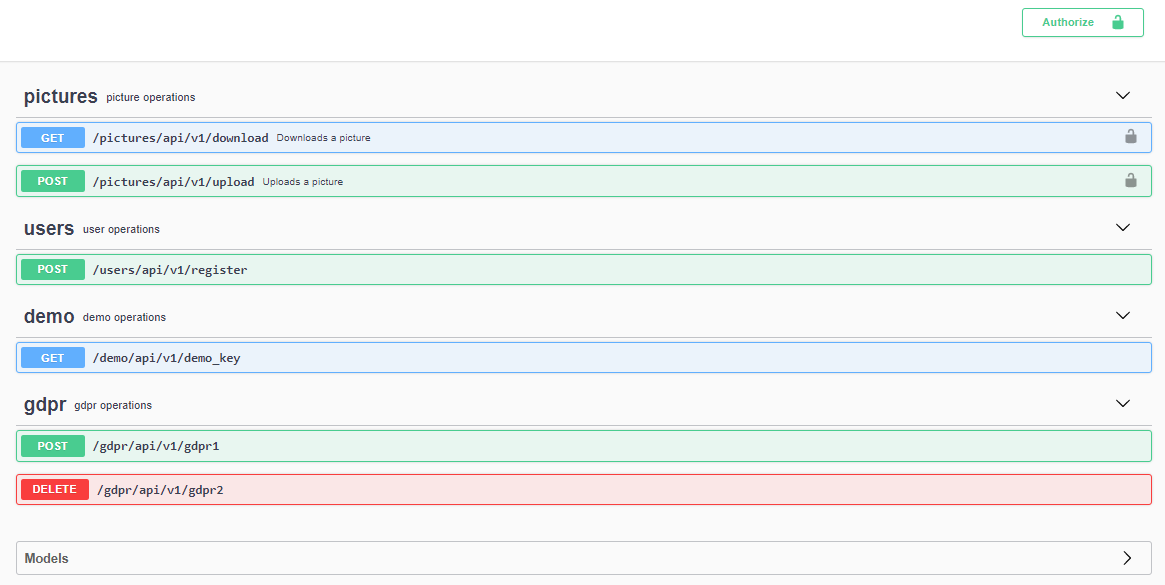 Authorize
pictures picture operations
GET /pictures/api/v1/download Downloads a picture
POST /pictures/api/v1/upload Uploads a picture
users user operations
POST /users/api/v1/register
demo demo operations
GET /demo/api/v1/demo_key
gdpr gdpr operations
POST /gdpr/api/v1/gdpr1
DELETE /gdpr/api/v1/gdpr2
Models